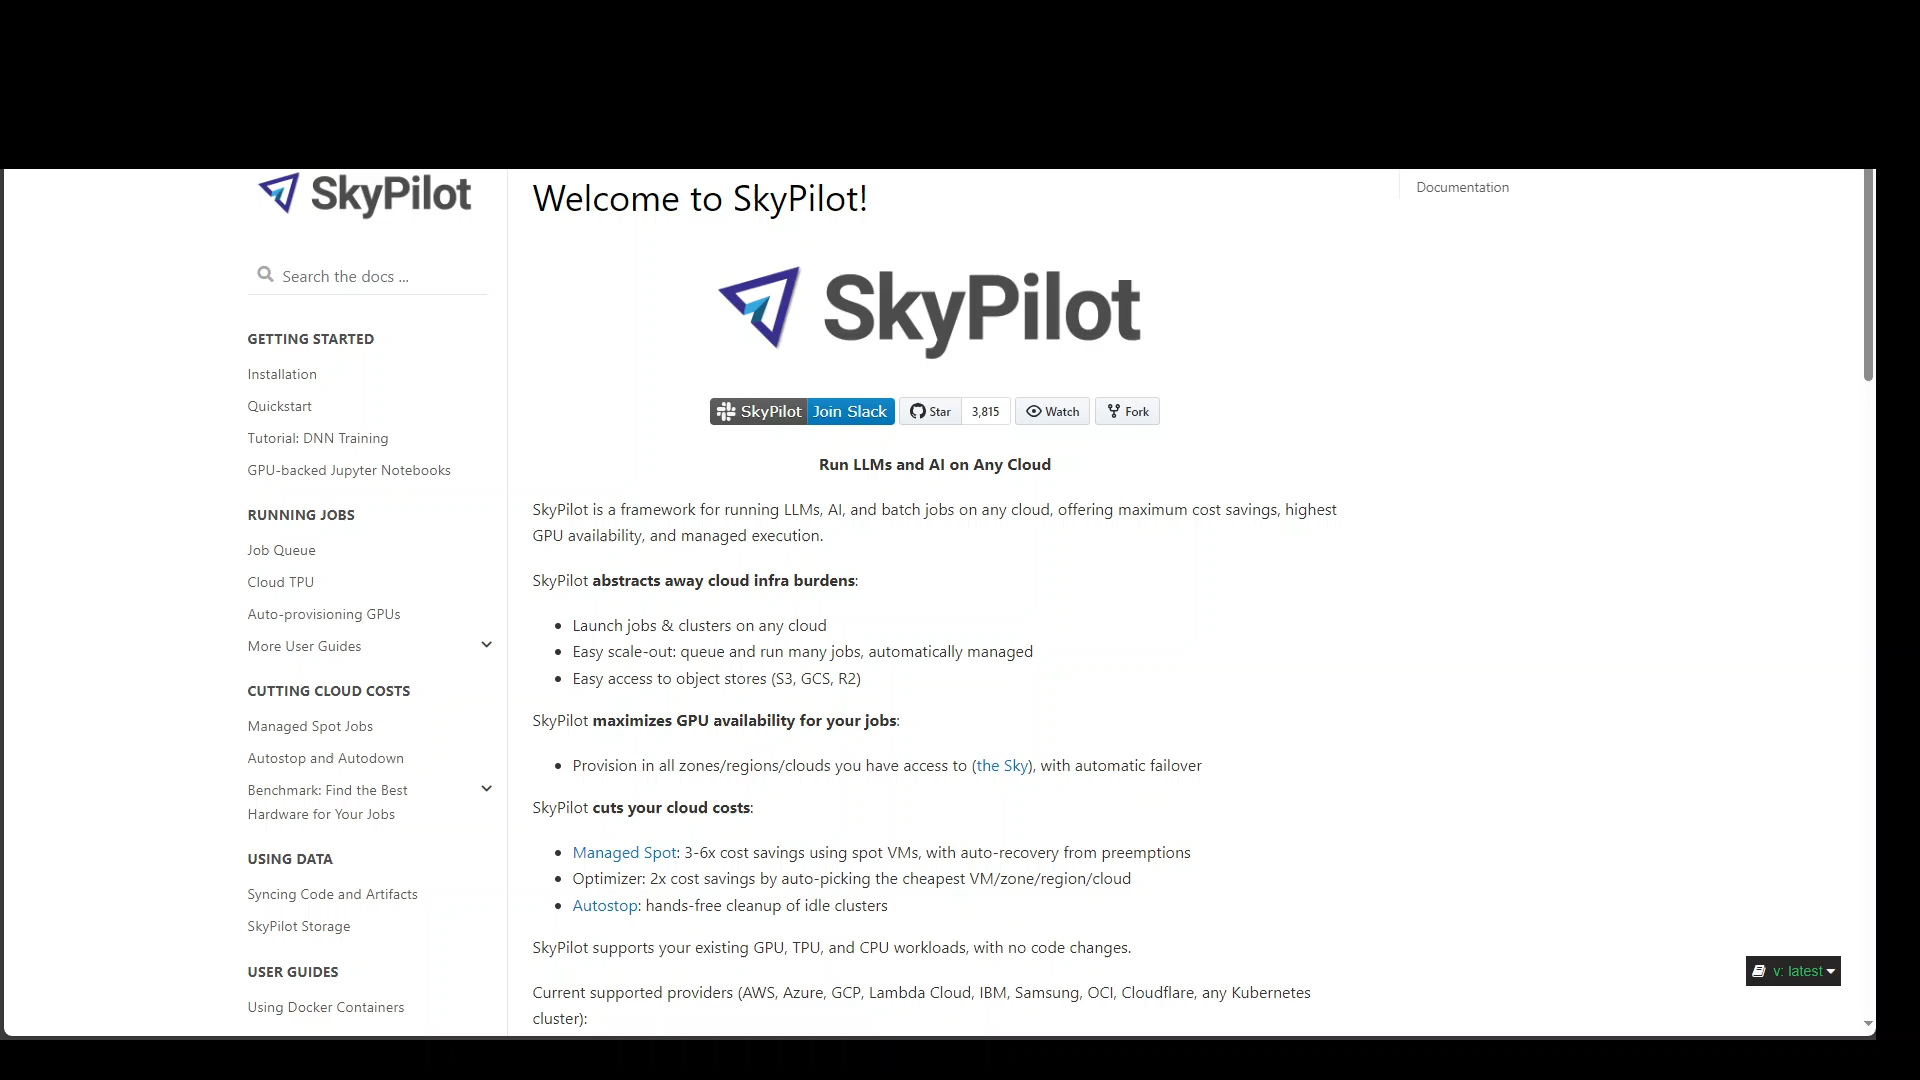 SkyPilot
Search the docs ...
GETTING STARTED
Installation
Quickstart
Tutorial: DNN Training
GPU-backed Jupyter Notebooks
RUNNING JOBS
Job Queue
Cloud TPU
Auto-provisioning GPUs
More User Guides
CUTTING CLOUD COSTS
Managed Spot Jobs
Autostop and Autodown
Benchmark: Find the Best
Hardware for Your Jobs
USING DATA
Syncing Code and Artifacts
SkyPilot Storage
USER GUIDES
Using Docker Containers
Welcome to SkyPilot!
SkyPilot
SkyPilot Join Slack Star 3,815 Watch Fork
Run LLMs and AI on Any Cloud
SkyPilot is a framework for running LLMs, AI, and batch jobs on any cloud, offering maximum cost savings, highest
GPU availability, and managed execution.
SkyPilot abstracts away cloud infra burdens:
Launch jobs & clusters on any cloud
Easy scale-out: queue and run many jobs, automatically managed
Easy access to object stores (S3, GCS, R2)
SkyPilot maximizes GPU availability for your jobs:
Provision in all zones/regions/clouds you have access to (the Sky), with automatic failover
SkyPilot cuts your cloud costs:
Managed Spot: 3-6x cost savings using spot VMs, with auto-recovery from preemptions
Optimizer: 2x cost savings by auto-picking the cheapest VM/zone/region/cloud
Autostop: hands-free cleanup of idle clusters
SkyPilot supports your existing GPU, TPU, and CPU workloads, with no code changes.
Current supported providers (AWS, Azure, GCP, Lambda Cloud, IBM, Samsung, OCI, Cloudflare, any Kubernetes
cluster):
Documentation
v: latest